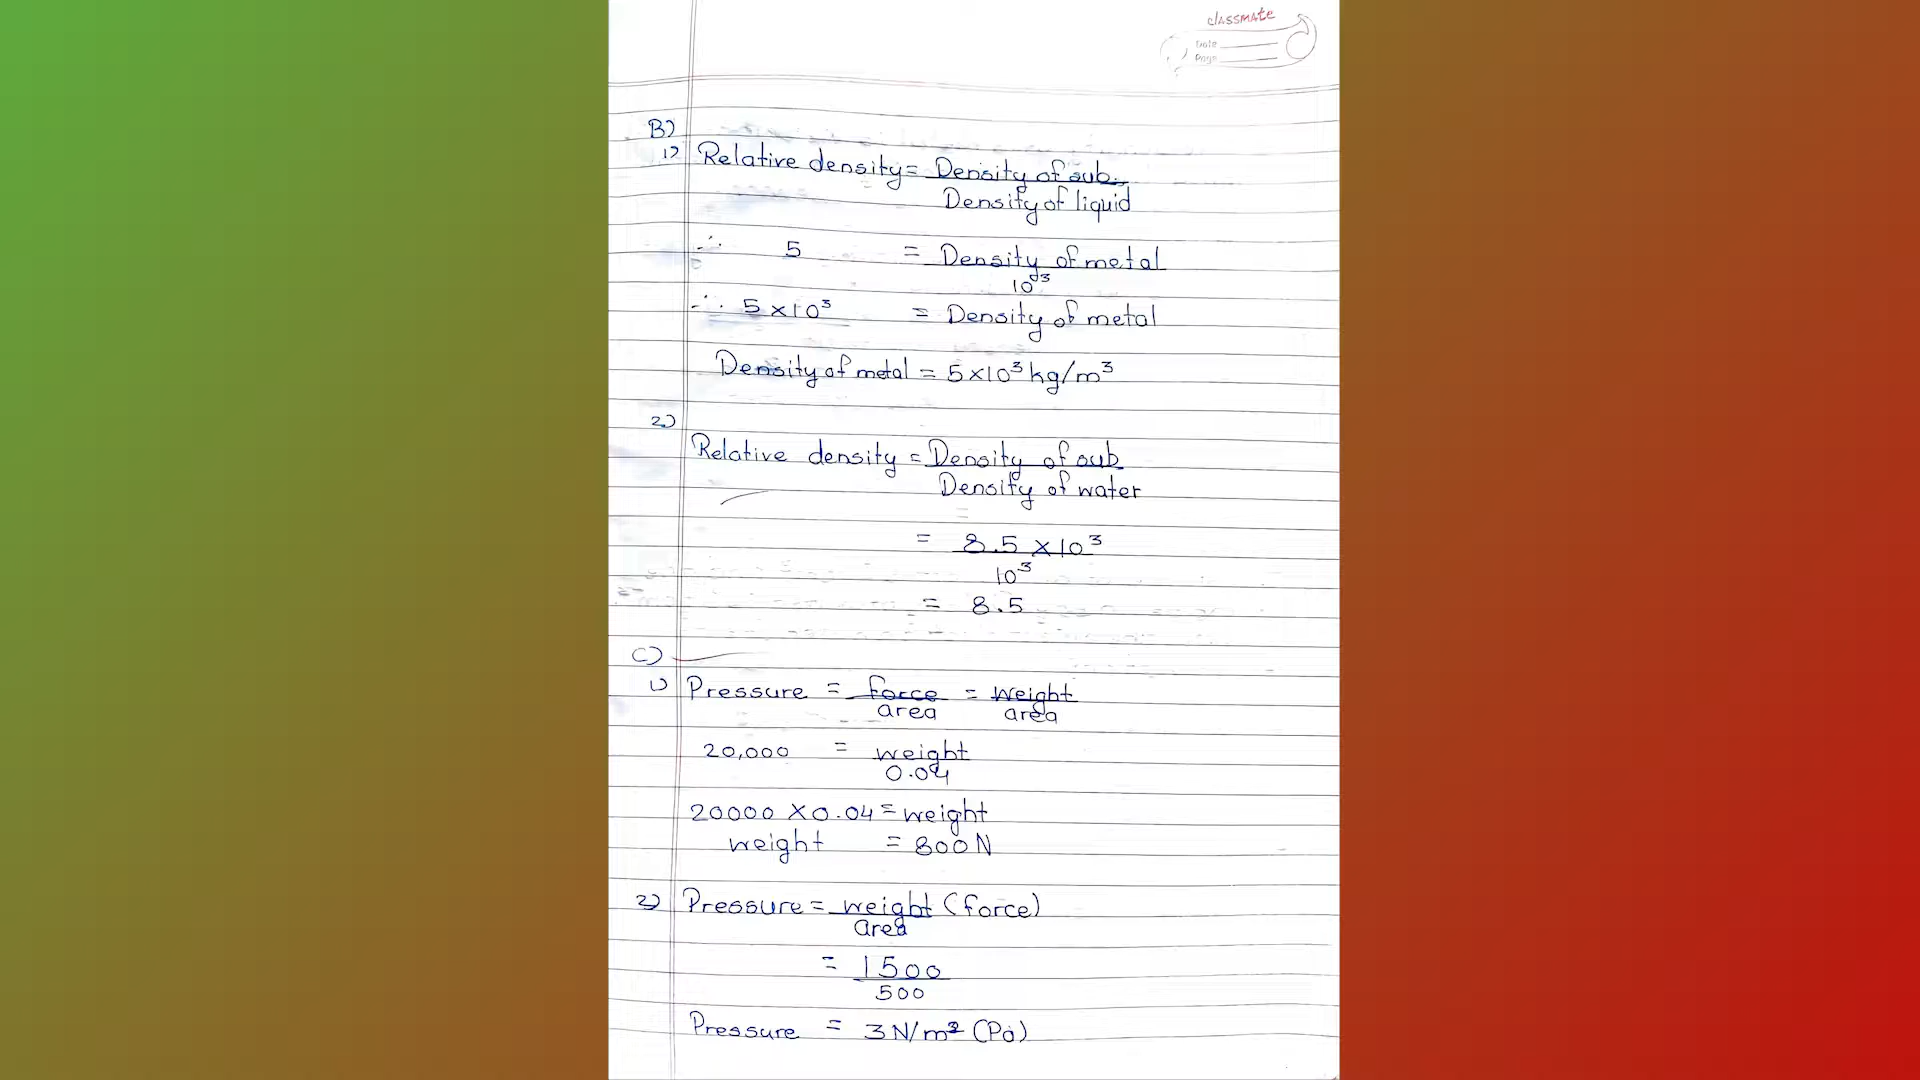 classmate
Date
Page
B)
1) Relative density = Density of sub.
Density of liquid
∴ 5 = Density of metal
10³
∴ 5×10³ = Density of metal
Density of metal = 5×10³ kg/m³
2)
Relative density = Density of sub
Density of water
= 8.5 ×10³
10³
= 8.5
C)
1) Pressure = force = weight
area area
20,000 = weight
0.04
20000 × 0.04 = weight
weight = 800 N
2) Pressure = weight (force)
area
= 1500
500
Pressure = 3 N/m² (Pa)